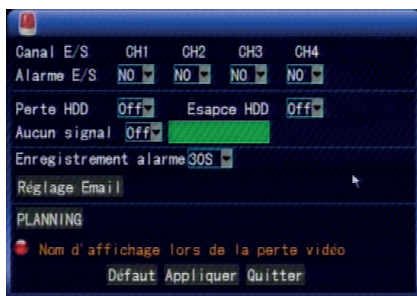 Canal E/S CH1 CH2 CH3 CH4
Alarme E/S NO NO NO NO
Perte HDD Off Esapce HDD Off
Aucun signal Off
Enregistrement alarme 30S
Réglage Email
PLANNING
Nom d'affichage lors de la perte vidéo
Défaut Appliquer Quitter